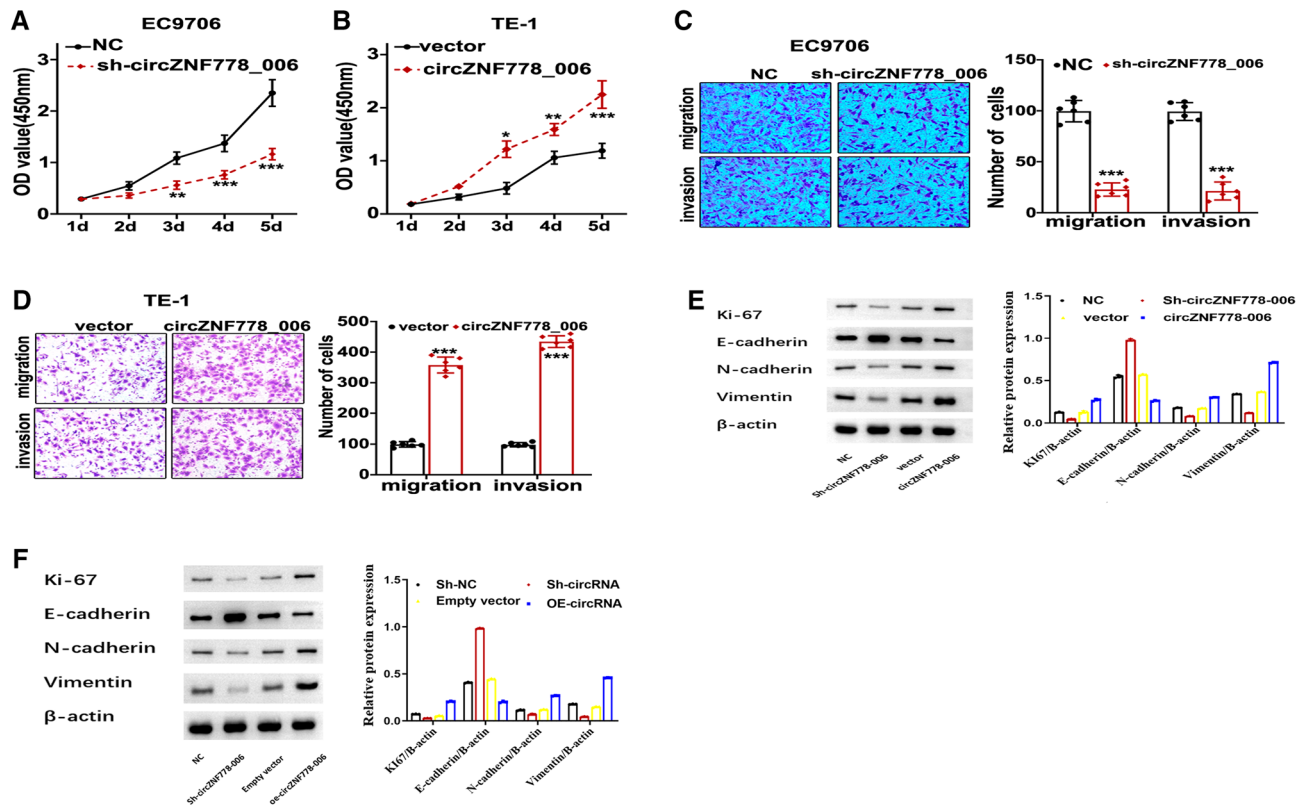 A
EC9706
NC
sh-circZNF778_006
OD value(450nm)
3
2
1
0
1d 2d 3d 4d 5d
** *** ***
B
TE-1
vector
circZNF778_006
OD value(450nm)
3
2
1
0
1d 2d 3d 4d 5d
* ** ***
C
EC9706
NC sh-circZNF778_006
migration
invasion
NC sh-circZNF778_006
Number of cells
150
100
50
0
*** ***
migration invasion
D
TE-1
vector circZNF778_006
migration
invasion
vector circZNF778_006
Number of cells
500
400
300
200
100
0
*** ***
migration invasion
E
Ki-67
E-cadherin
N-cadherin
Vimentin
β-actin
NC Sh-circZNF778-006 vector circZNF778-006
NC Sh-circZNF778-006
vector circZNF778-006
Relative protein expression
1.5
1.0
0.5
0.0
KI67/B-actin E-cadherin/B-actin N-cadherin/B-actin Vimentin/B-actin
F
Ki-67
E-cadherin
N-cadherin
Vimentin
β-actin
NC Sh-circZNF778-006 Empty vector oe-circZNF778-006
Sh-NC Sh-circRNA
Empty vector OE-circRNA
Relative protein expression
1.5
1.0
0.5
0.0
KI67/B-actin E-cadherin/B-actin N-cadherin/B-actin Vimentin/B-actin